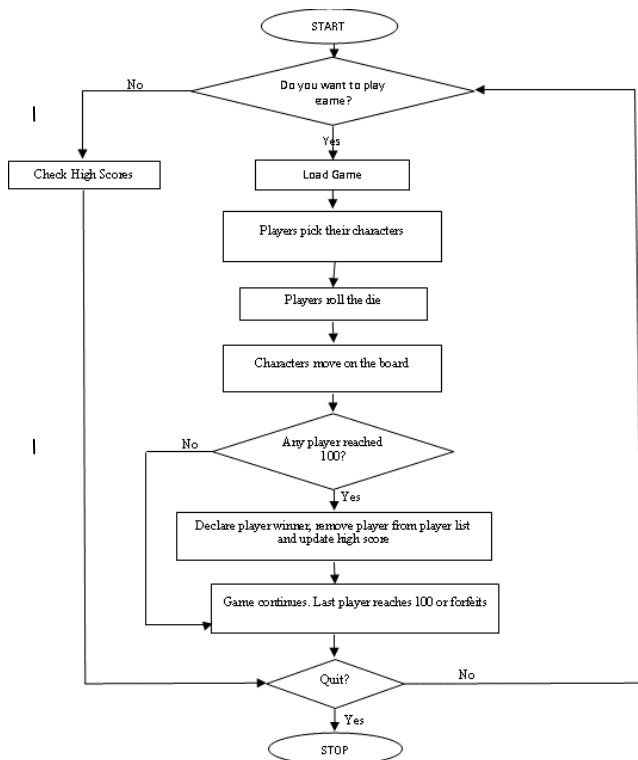 START
Do you want to play
game?
No
Yes
Check High Scores
Load Game
Players pick their characters
Players roll the die
Characters move on the board
Any player reached
100?
No
Yes
Declare player winner, remove player from player list
and update high score
Game continues. Last player reaches 100 or forfeits
Quit?
No
Yes
STOP